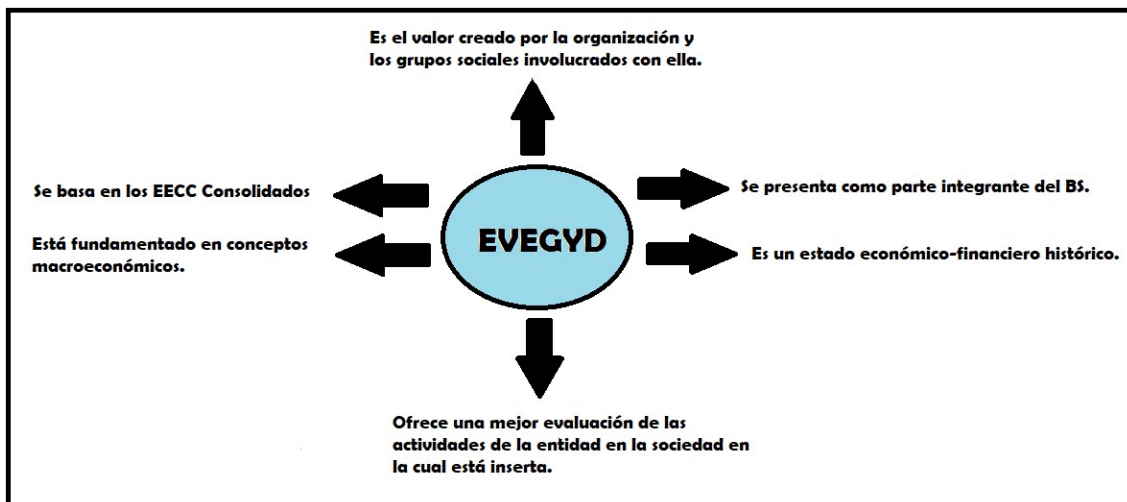 Es el valor creado por la organización y
los grupos sociales involucrados con ella.
Se basa en los EECC Consolidados
Está fundamentado en conceptos
macroeconómicos.
EVEGYD
Se presenta como parte integrante del BS.
Es un estado económico-financiero histórico.
Ofrece una mejor evaluación de las
actividades de la entidad en la sociedad en
la cual está inserta.